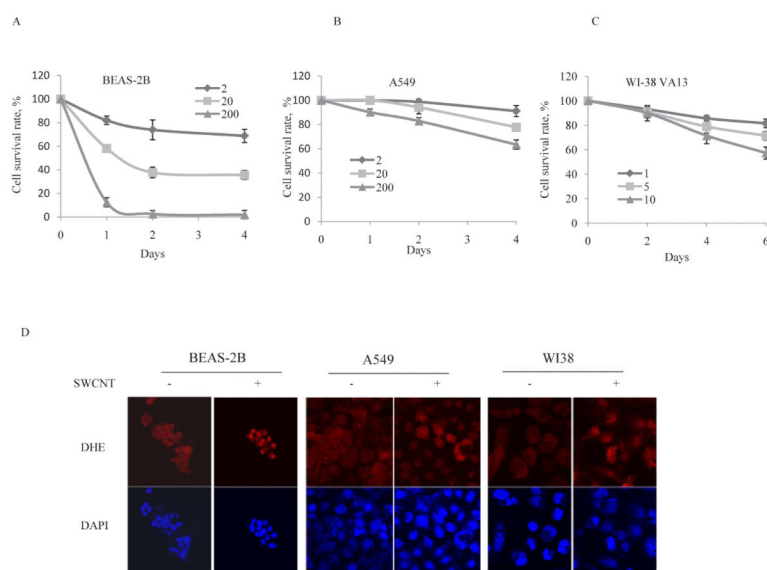 A
B
C
BEAS-2B
120
100
80
60
40
20
0
Cell survival rate, %
2
20
200
0
1
2
3
4
Days
A549
120
100
80
60
40
20
0
Cell survival rate, %
2
20
200
0
1
2
3
4
Days
WI-38 VA13
120
100
80
60
40
20
0
Cell survival rate, %
1
5
10
0
2
4
6
Days
D
BEAS-2B
A549
WI38
SWCNT - + - + - +
DHE
DAPI